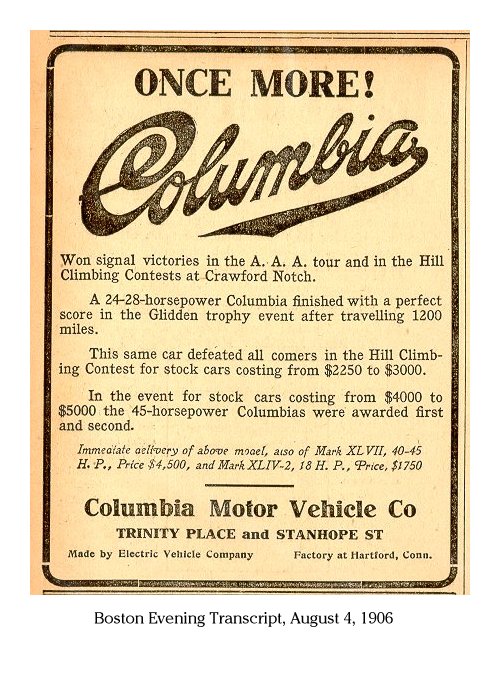 ONCE MORE!
Columbia
Won signal victories in the A. A. A. tour and in the Hill
Climbing Contests at Crawford Notch.
A 24-28-horsepower Columbia finished with a perfect
score in the Glidden trophy event after travelling 1200
miles.
This same car defeated all comers in the Hill Climb-
ing Contest for stock cars costing from $2250 to $3000.
In the event for stock cars costing from $4000 to
$5000 the 45-horsepower Columbias were awarded first
and second.
Immediate delivery of above model, also of Mark XLVII, 40-45
H. P., Price $4,500, and Mark XLIV-2, 18 H. P., Price, $1750
Columbia Motor Vehicle Co
TRINITY PLACE and STANHOPE ST
Made by Electric Vehicle Company Factory at Hartford, Conn.
Boston Evening Transcript, August 4, 1906